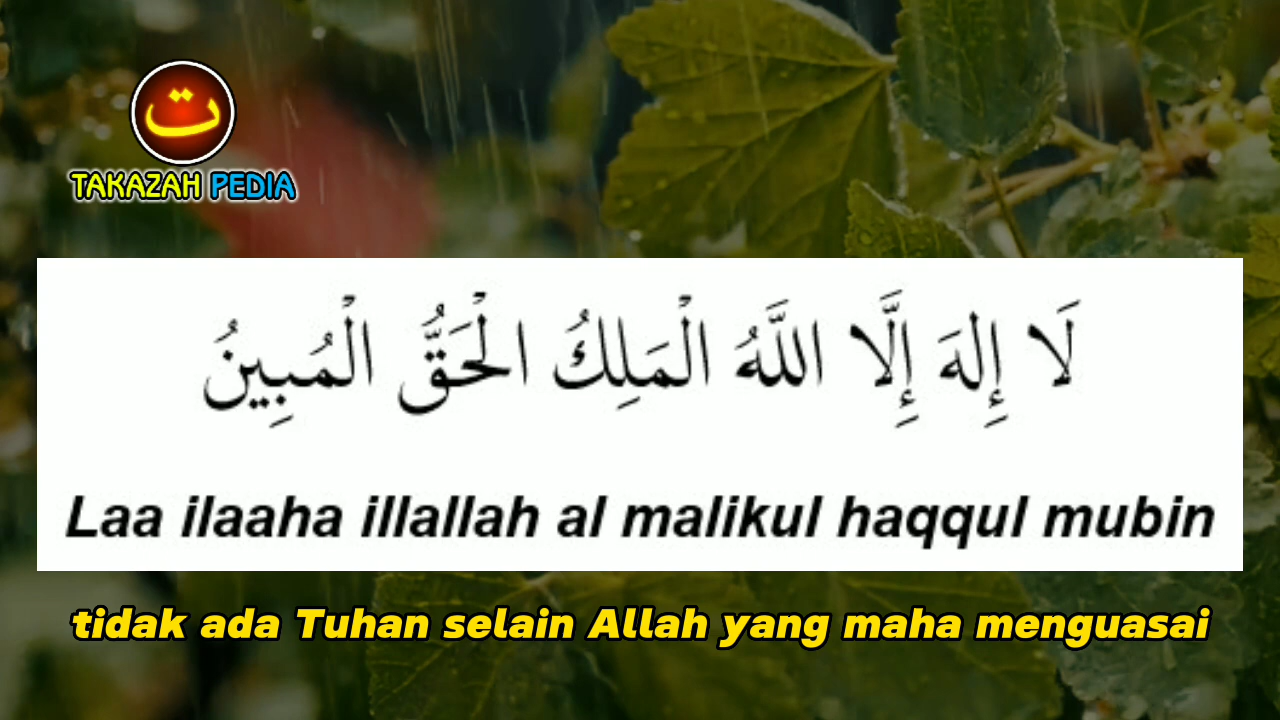 ت
TAKAZAH PEDIA
لَا إِلهَ إِلَّا اللَّهُ الْمَلِكُ الْحَقُّ الْمُبِينُ
Laa ilaaha illallah al malikul haqqul mubin
tidak ada Tuhan selain Allah yang maha menguasai